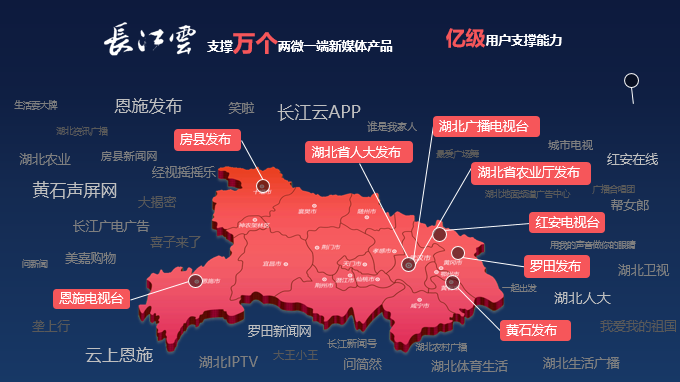 長江雲 支撑万个两微一端新媒体产品 亿级用户支撑能力
生活要大牌 恩施发布 笑啦 长江云APP 谁是我家人 湖北广播电视台
湖北资讯广播 房县发布
湖北农业 房县新闻网 湖北省人大发布 最爱广场舞 城市电视 红安在线
经视摇摇乐 湖北省农业厅发布
黄石声屏网 大揭密 湖北地面频道广告中心 广播合唱团
帮女郎
长江广电广告 红安电视台
喜子来了 用我的声音做你的眼睛
问新闻 美嘉购物 罗田发布 湖北卫视
十堰市
襄阳市 随州市
神农架林区
荆门市 孝感市 武汉市
宜昌市 天门市 黄冈市
恩施市 荆州市 潜江市 仙桃市 鄂州市
咸宁市
恩施电视台 一起出发 湖北人大
垄上行 罗田新闻网 黄石发布 我爱我的祖国
长江新闻号 湖北农村广播
云上恩施 湖北IPTV 大王小王 问简然 湖北体育生活 湖北生活广播